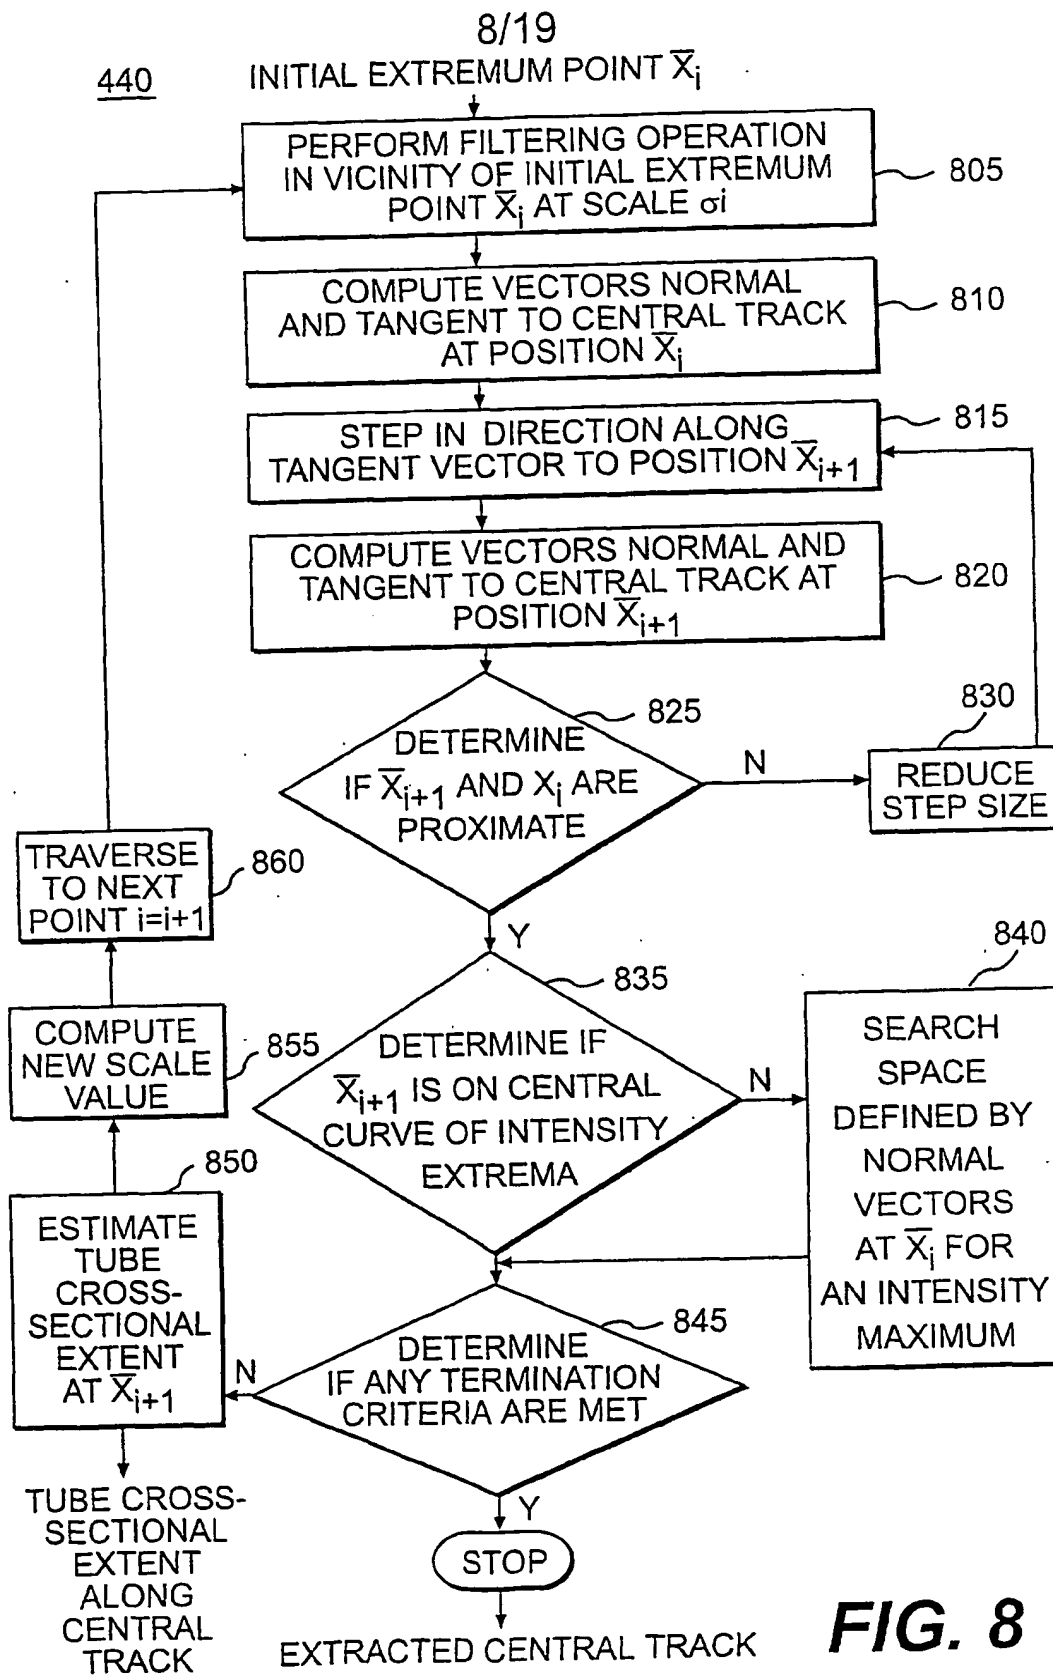 8/19
440
INITIAL EXTREMUM POINT X̅i
PERFORM FILTERING OPERATION
IN VICINITY OF INITIAL EXTREMUM
POINT X̅i AT SCALE σi
805
COMPUTE VECTORS NORMAL
AND TANGENT TO CENTRAL TRACK
AT POSITION X̅i
810
STEP IN DIRECTION ALONG
TANGENT VECTOR TO POSITION X̅i+1
815
COMPUTE VECTORS NORMAL AND
TANGENT TO CENTRAL TRACK AT
POSITION X̅i+1
820
DETERMINE
IF X̅i+1 AND Xi ARE
PROXIMATE
825
N
830
REDUCE
STEP SIZE
Y
TRAVERSE
TO NEXT
POINT i=i+1
860
DETERMINE IF
X̅i+1 IS ON CENTRAL
CURVE OF INTENSITY
EXTREMA
835
N
840
SEARCH
SPACE
DEFINED BY
NORMAL
VECTORS
AT X̅i FOR
AN INTENSITY
MAXIMUM
COMPUTE
NEW SCALE
VALUE
855
850
ESTIMATE
TUBE
CROSS-
SECTIONAL
EXTENT
AT X̅i+1
N
DETERMINE
IF ANY TERMINATION
CRITERIA ARE MET
845
Y
STOP
TUBE CROSS-
SECTIONAL
EXTENT
ALONG
CENTRAL
TRACK
EXTRACTED CENTRAL TRACK
FIG. 8